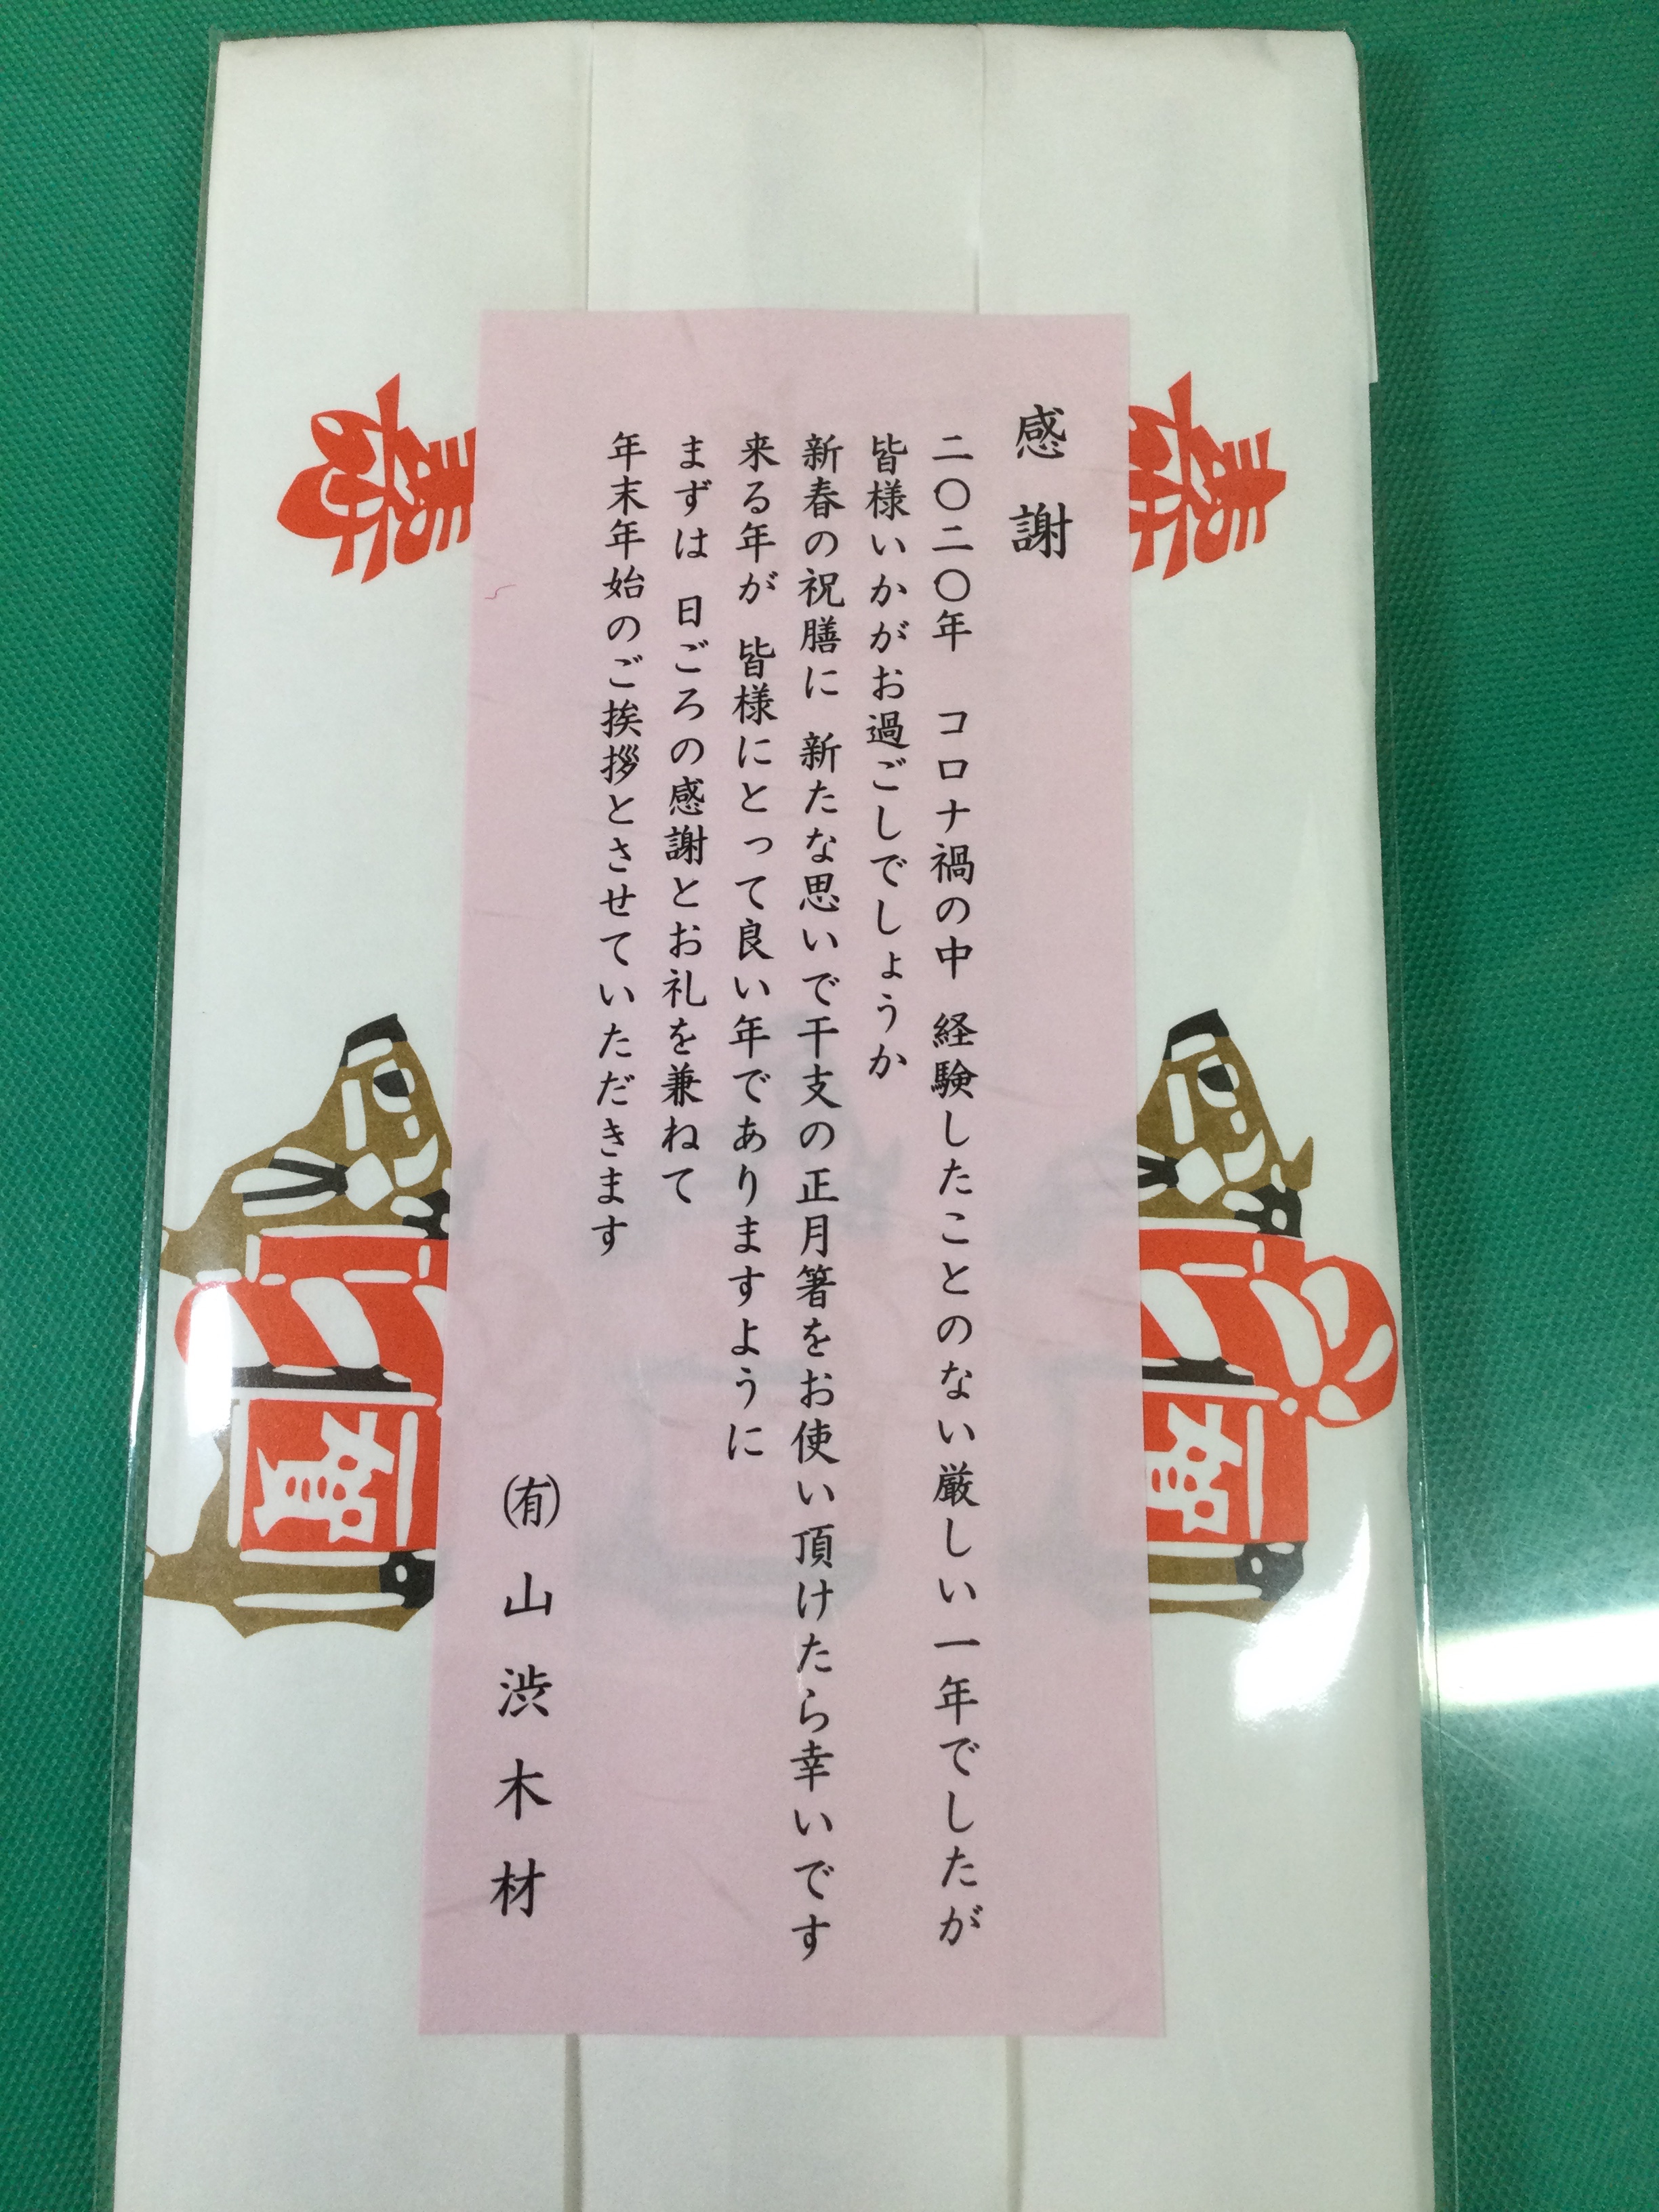 感謝
二〇二〇年　コロナ禍の中 経験したことのない厳しい一年でしたが
皆様いかがお過ごしでしょうか
新春の祝膳に 新たな思いで干支の正月箸をお使い頂けたら幸いです
来る年が 皆様にとって良い年でありますように
まずは 日ごろの感謝とお礼を兼ねて
年末年始のご挨拶とさせていただきます
㈲山渋木材
寿
寿